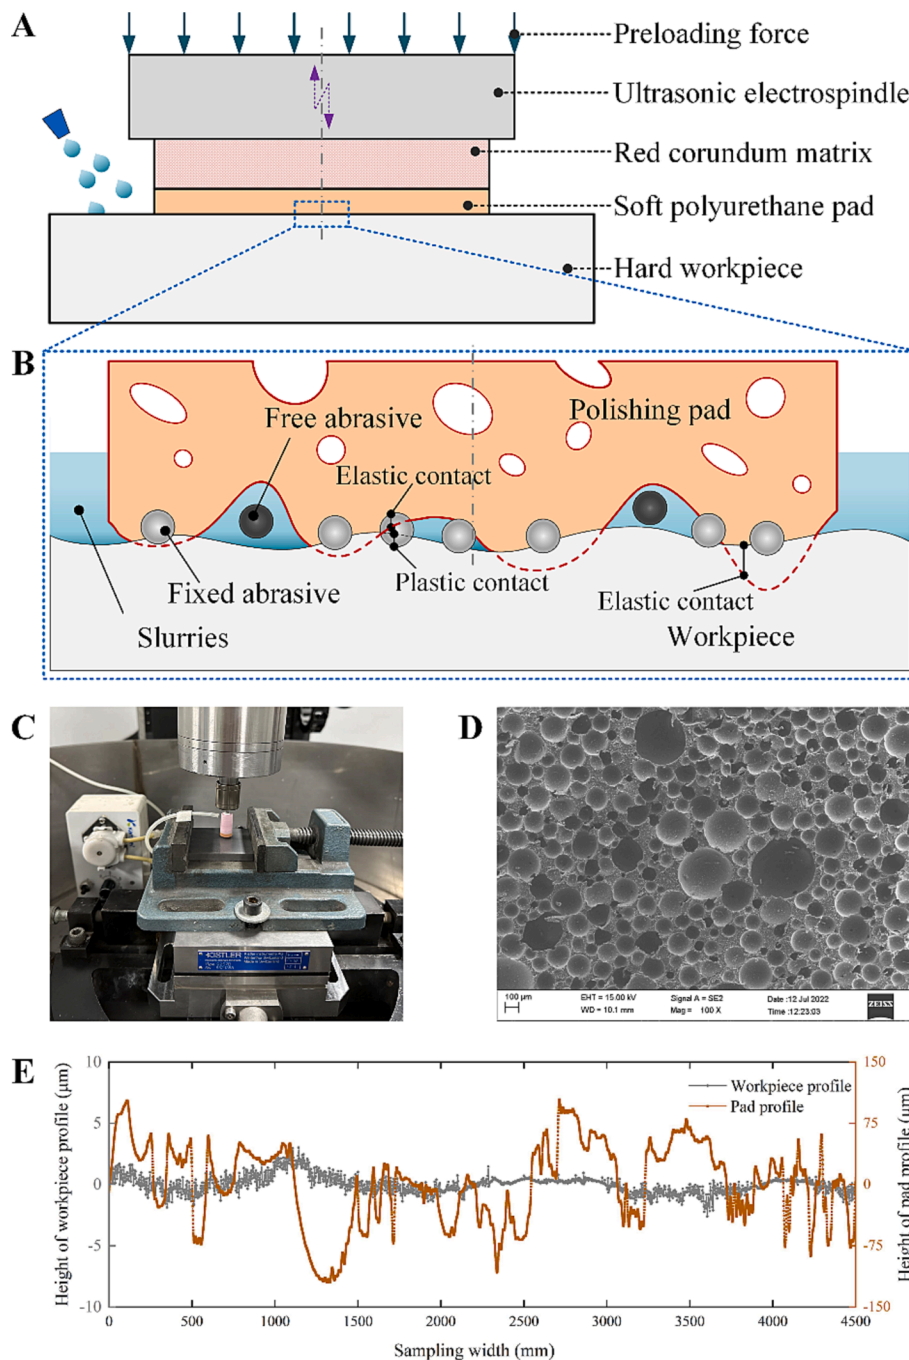 A
Preloading force
Ultrasonic electrospindle
Red corundum matrix
Soft polyurethane pad
Hard workpiece
B
Free abrasive
Polishing pad
Elastic contact
Fixed abrasive
Plastic contact
Elastic contact
Slurries
Workpiece
C
KISTLER
D
100 µm
EHT = 15.00 kV
WD = 10.1 mm
Signal A = SE2
Mag = 100 X
Date :12 Jul 2022
Time :12:23:03
ZEISS
E
Height of workpiece profile (µm)
10
5
0
-5
-10
Workpiece profile
Pad profile
150
75
0
-75
-150
Height of pad profile (µm)
0
500
1000
1500
2000
2500
3000
3500
4000
4500
Sampling width (mm)